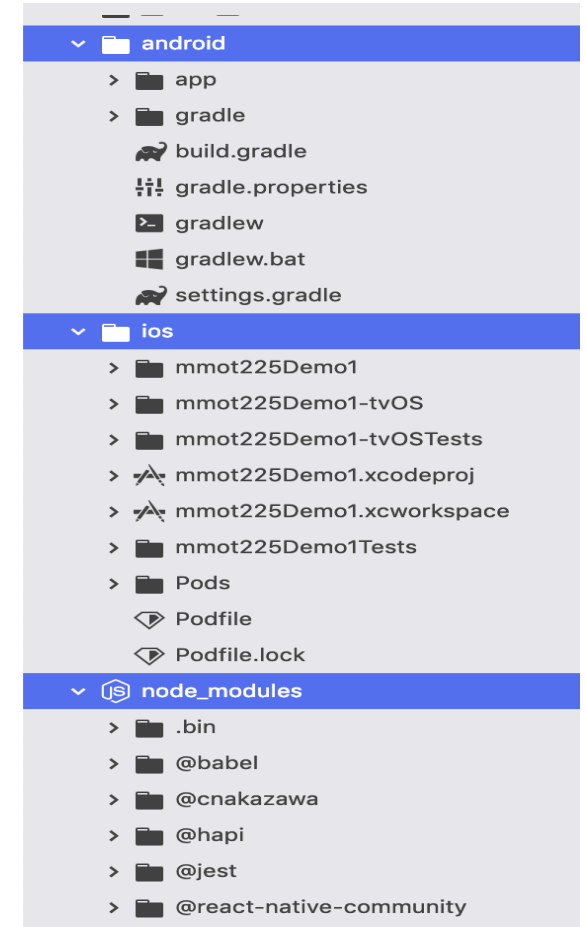 android
app
gradle
build.gradle
gradle.properties
gradlew
gradlew.bat
settings.gradle
ios
mmot225Demo1
mmot225Demo1-tvOS
mmot225Demo1-tvOSTests
mmot225Demo1.xcodeproj
mmot225Demo1.xcworkspace
mmot225Demo1Tests
Pods
Podfile
Podfile.lock
node_modules
.bin
@babel
@cnakazawa
@hapi
@jest
@react-native-community